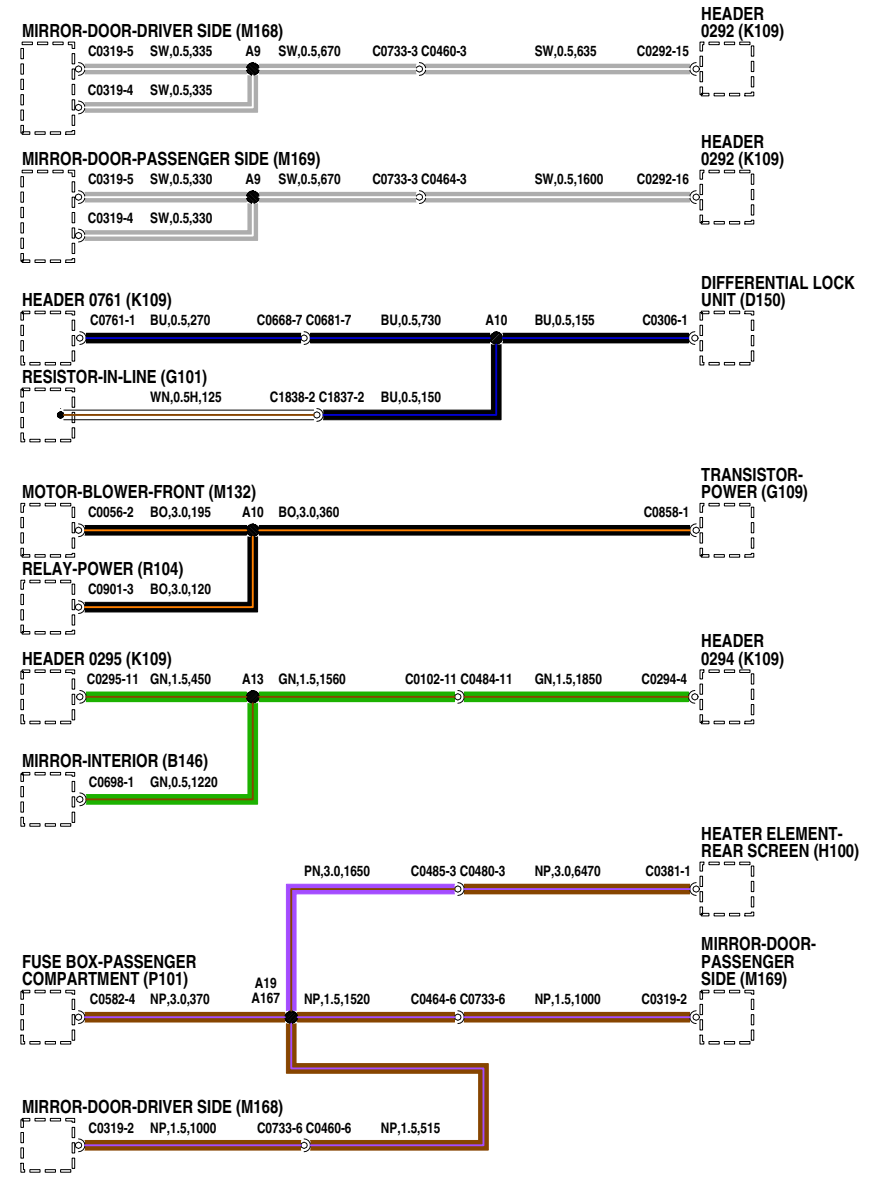 HEADER
MIRROR-DOOR-DRIVER SIDE (M168) 0292 (K109)
C0319-5 SW,0.5,335 A9 SW,0.5,670 C0733-3 C0460-3 SW,0.5,635 C0292-15
C0319-4 SW,0.5,335
HEADER
MIRROR-DOOR-PASSENGER SIDE (M169) 0292 (K109)
C0319-5 SW,0.5,330 A9 SW,0.5,670 C0733-3 C0464-3 SW,0.5,1600 C0292-16
C0319-4 SW,0.5,330
DIFFERENTIAL LOCK
HEADER 0761 (K109) UNIT (D150)
C0761-1 BU,0.5,270 C0668-7 C0681-7 BU,0.5,730 A10 BU,0.5,155 C0306-1
RESISTOR-IN-LINE (G101)
WN,0.5H,125 C1838-2 C1837-2 BU,0.5,150
TRANSISTOR-
MOTOR-BLOWER-FRONT (M132) POWER (G109)
C0056-2 BO,3.0,195 A10 BO,3.0,360 C0858-1
RELAY-POWER (R104)
C0901-3 BO,3.0,120
HEADER
HEADER 0295 (K109) 0294 (K109)
C0295-11 GN,1.5,450 A13 GN,1.5,1560 C0102-11 C0484-11 GN,1.5,1850 C0294-4
MIRROR-INTERIOR (B146)
C0698-1 GN,0.5,1220
HEATER ELEMENT-
REAR SCREEN (H100)
PN,3.0,1650 C0485-3 C0480-3 NP,3.0,6470 C0381-1
MIRROR-DOOR-
FUSE BOX-PASSENGER PASSENGER
COMPARTMENT (P101) SIDE (M169)
A19
C0582-4 NP,3.0,370 A167 NP,1.5,1520 C0464-6 C0733-6 NP,1.5,1000 C0319-2
MIRROR-DOOR-DRIVER SIDE (M168)
C0319-2 NP,1.5,1000 C0733-6 C0460-6 NP,1.5,515